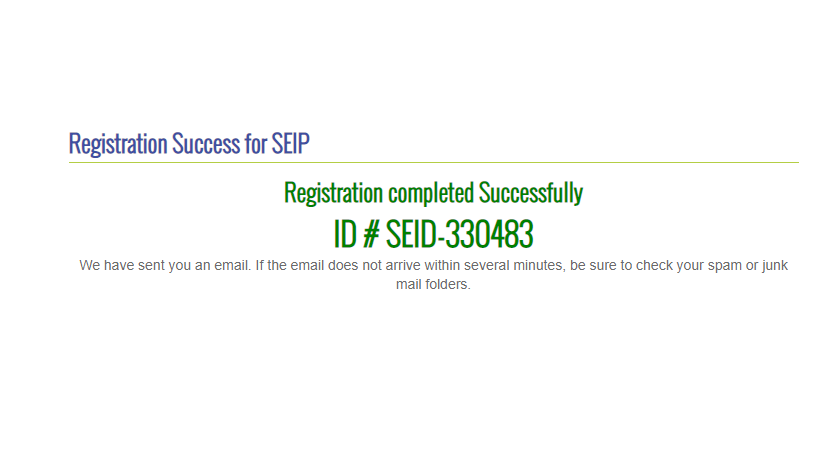 Registration Success for SEIP
Registration completed Successfully
ID # SEID-330483
We have sent you an email. If the email does not arrive within several minutes, be sure to check your spam or junk
mail folders.